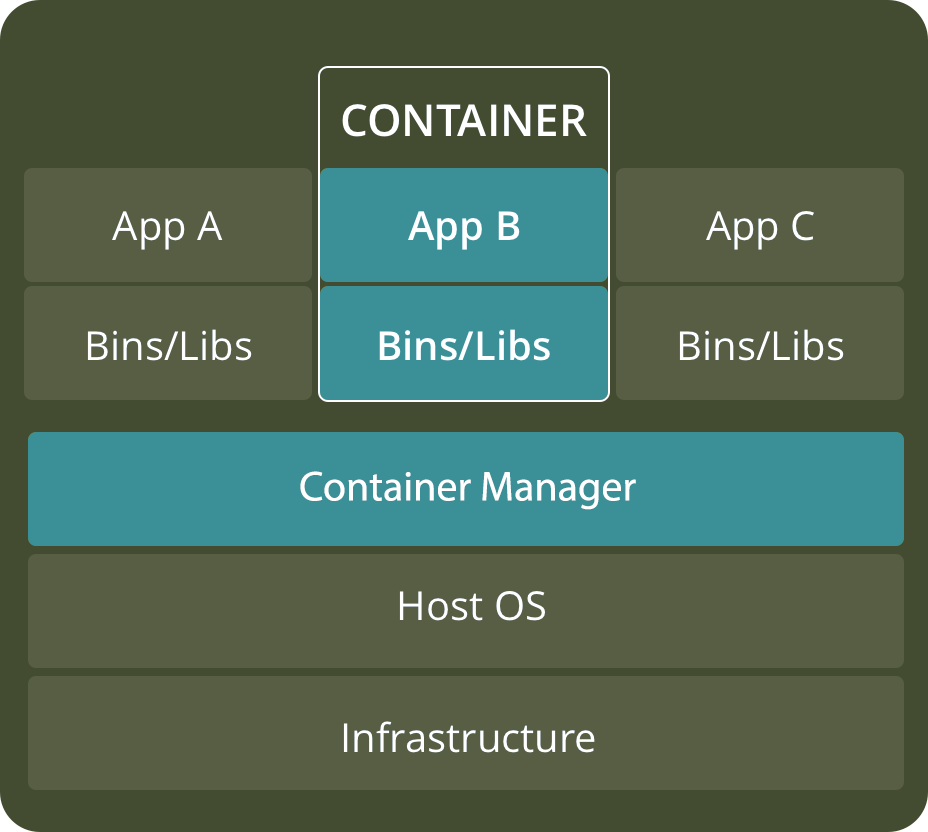 CONTAINER
App A
App B
App C
Bins/Libs
Bins/Libs
Bins/Libs
Container Manager
Host OS
Infrastructure